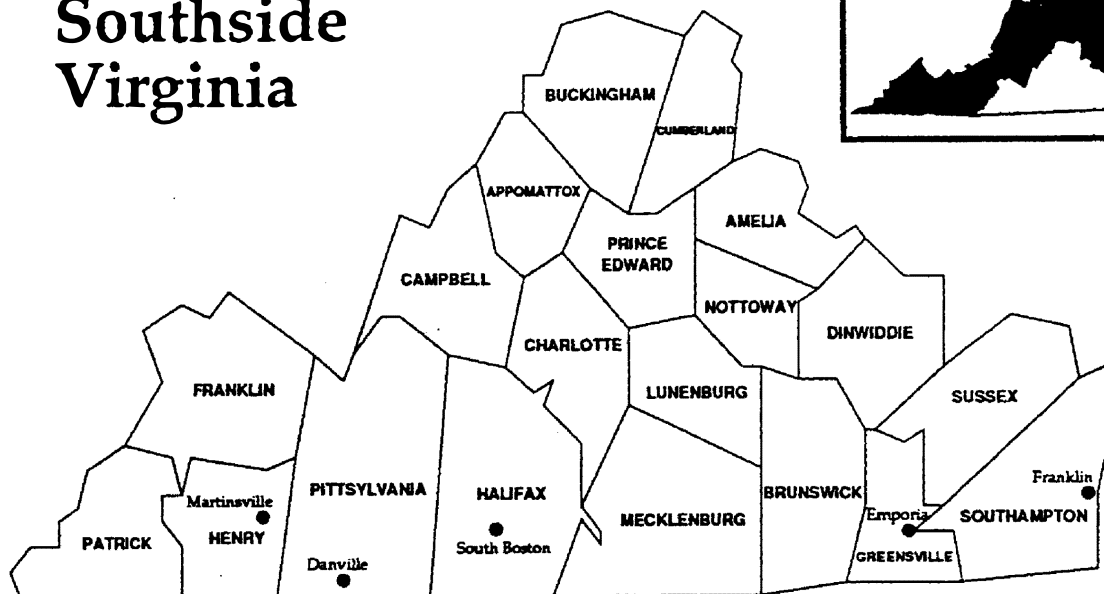 Southside
Virginia
BUCKINGHAM
CUMBERLAND
APPOMATTOX
AMELIA
PRINCE
EDWARD
CAMPBELL
NOTTOWAY
DINWIDDIE
CHARLOTTE
FRANKLIN
LUNENBURG
SUSSEX
Franklin
PITTSYLVANIA
HALIFAX
BRUNSWICK
Martinsville
Emporia
SOUTHAMPTON
MECKLENBURG
HENRY
PATRICK
South Boston
GREENSVILLE
Danville